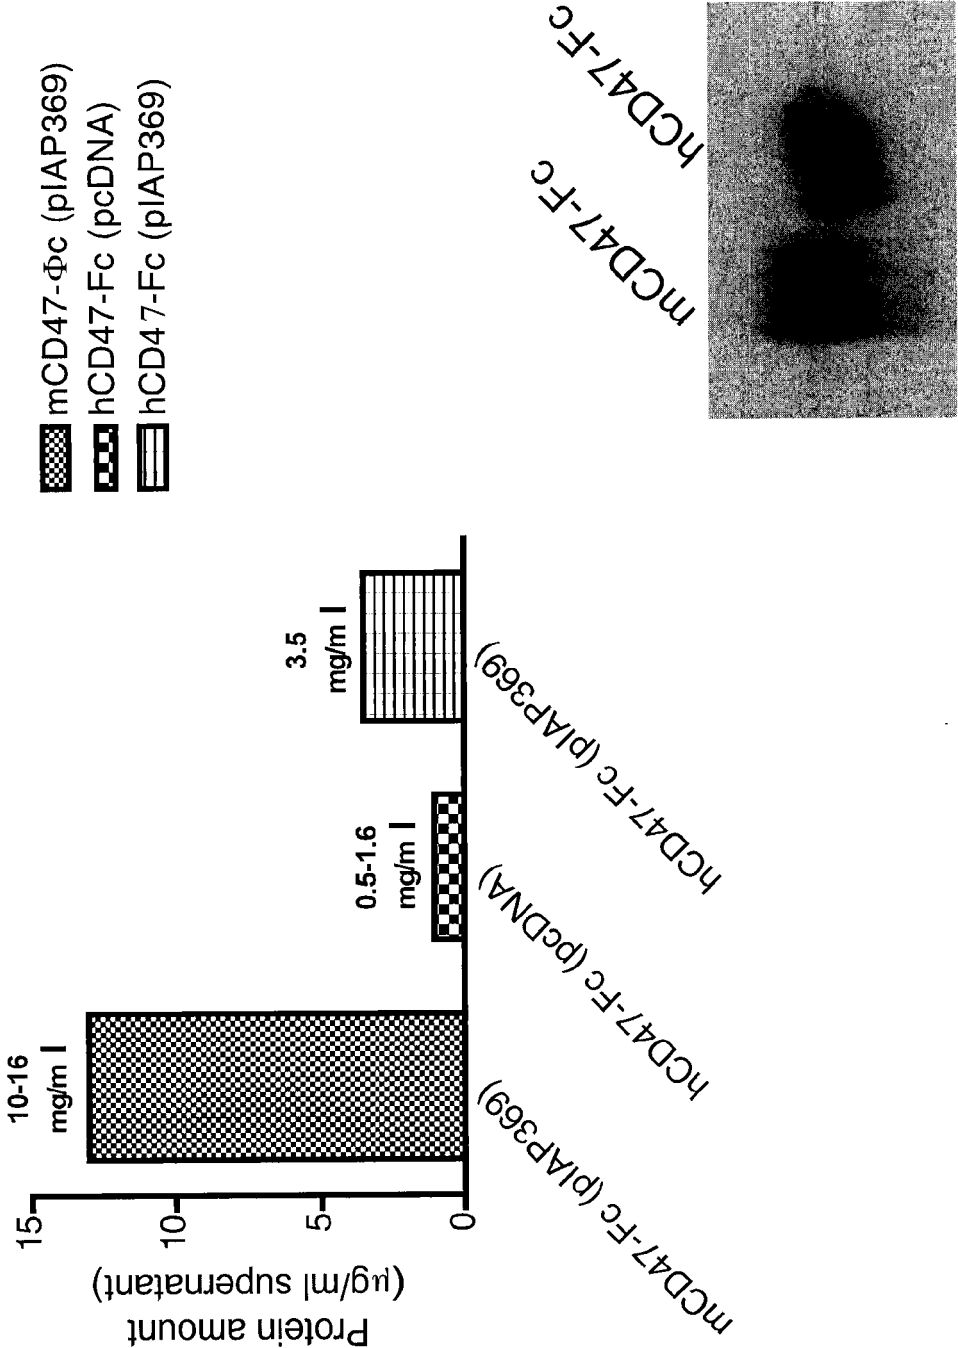 Protein amount
(µg/ml supernatant)
15
10
5
0
10-16
mg/m l
0.5-1.6
mg/m l
3.5
mg/m l
mCD47-Fc (pIAP369)
hCD47-Fc (pcDNA)
hCD47-Fc (pIAP369)
mCD47-Φc (pIAP369)
hCD47-Fc (pcDNA)
hCD47-Fc (pIAP369)
mCD47-Fc
hCD47-Fc